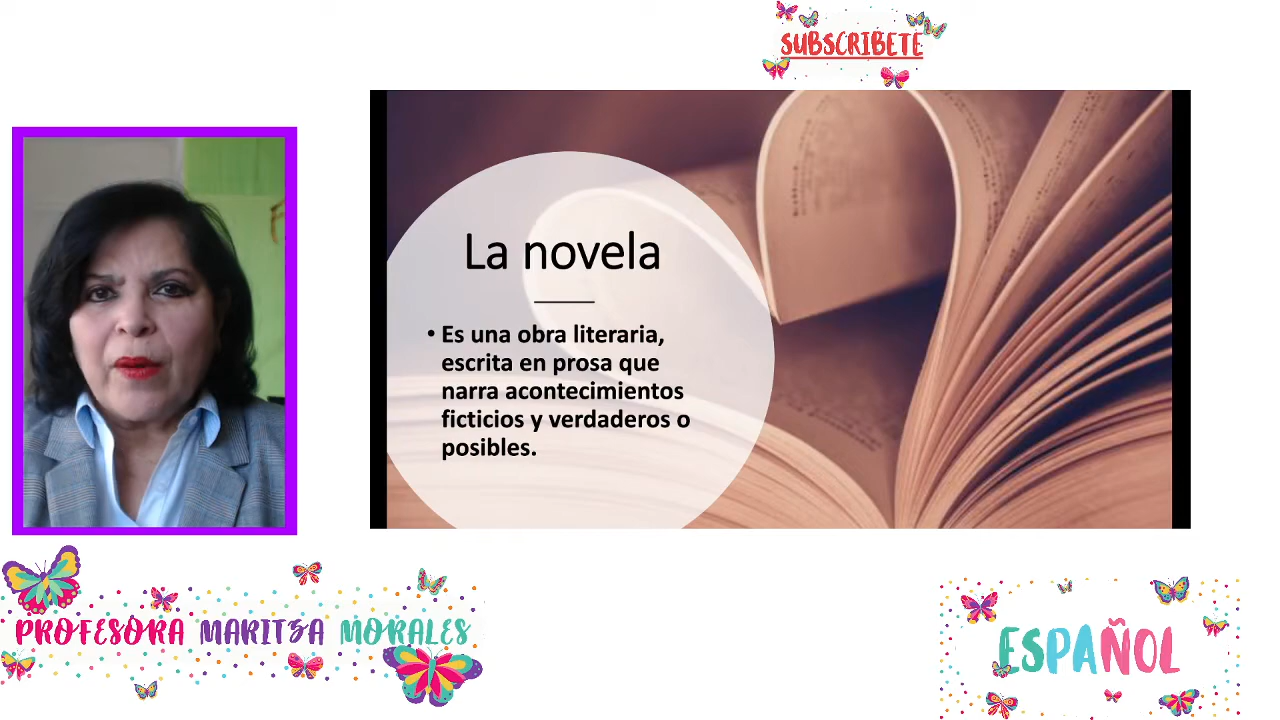 SUBSCRIBETE
La novela
• Es una obra literaria,
escrita en prosa que
narra acontecimientos
ficticios y verdaderos o
posibles.
PROFESORA MARITSA MORALES
ESPAÑOL